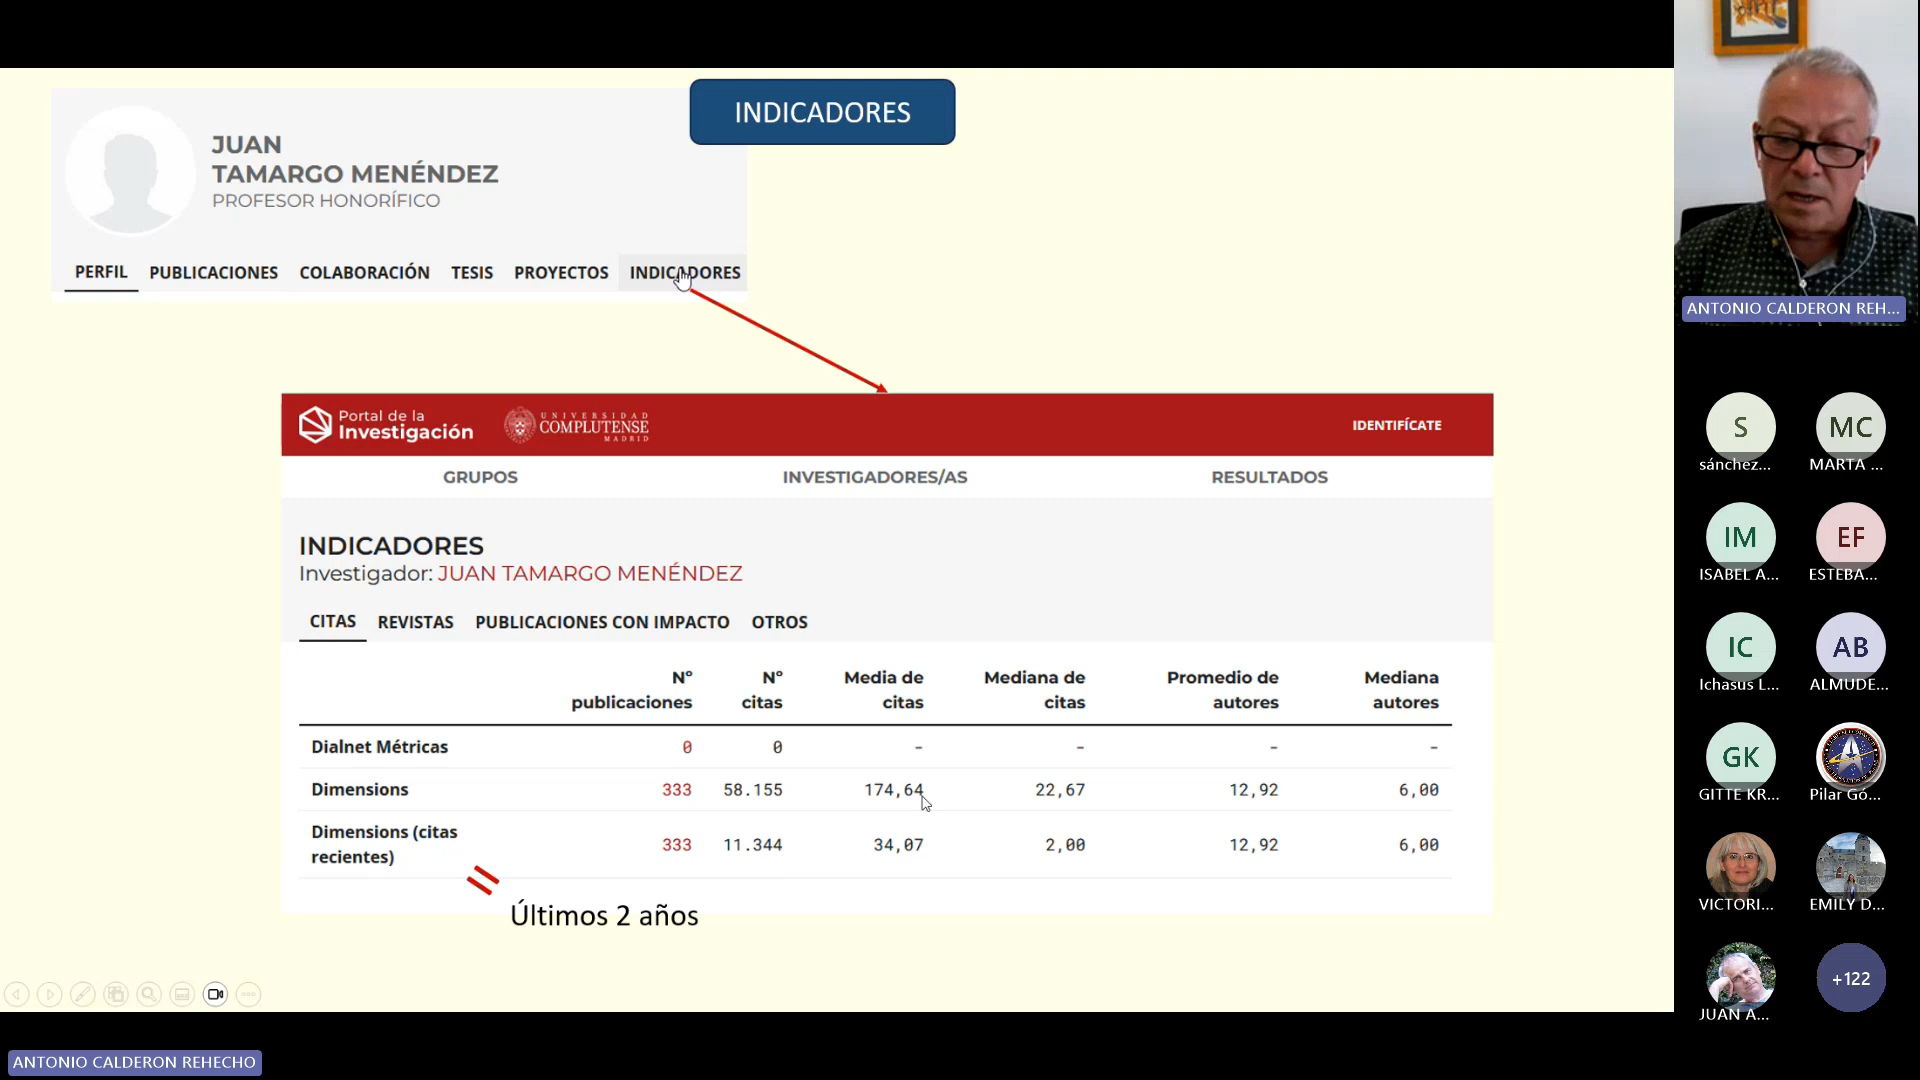 INDICADORES
JUAN
TAMARGO MENÉNDEZ
PROFESOR HONORÍFICO
PERFIL PUBLICACIONES COLABORACIÓN TESIS PROYECTOS INDICADORES
Portal de la
Investigación
UNIVERSIDAD
COMPLUTENSE
MADRID
IDENTIFÍCATE
GRUPOS INVESTIGADORES/AS RESULTADOS
INDICADORES
Investigador: JUAN TAMARGO MENÉNDEZ
CITAS REVISTAS PUBLICACIONES CON IMPACTO OTROS
Nº publicaciones Nº citas Media de citas Mediana de citas Promedio de autores Mediana autores
Dialnet Métricas 0 0 - - - -
Dimensions 333 58.155 174,64 22,67 12,92 6,00
Dimensions (citas recientes) 333 11.344 34,07 2,00 12,92 6,00
Últimos 2 años
ANTONIO CALDERON REHECHO
ANTONIO CALDERON REH...
S MC
sánchez... MARTA ...
IM EF
ISABEL A... ESTEBA...
IC AB
Ichasus L... ALMUDE...
GK
GITTE KR... Pilar Gó...
VICTORI... EMILY D...
+122
JUAN A...